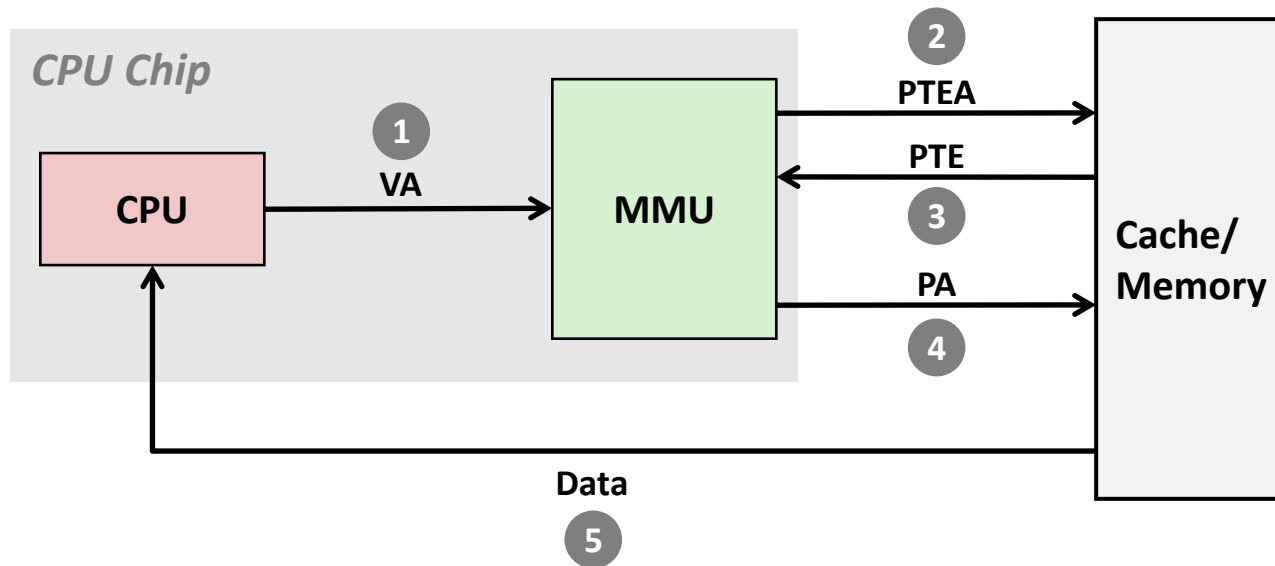 2
CPU Chip
PTEA
1
PTE
VA
CPU
MMU
3
Cache/
Memory
PA
4
Data
5